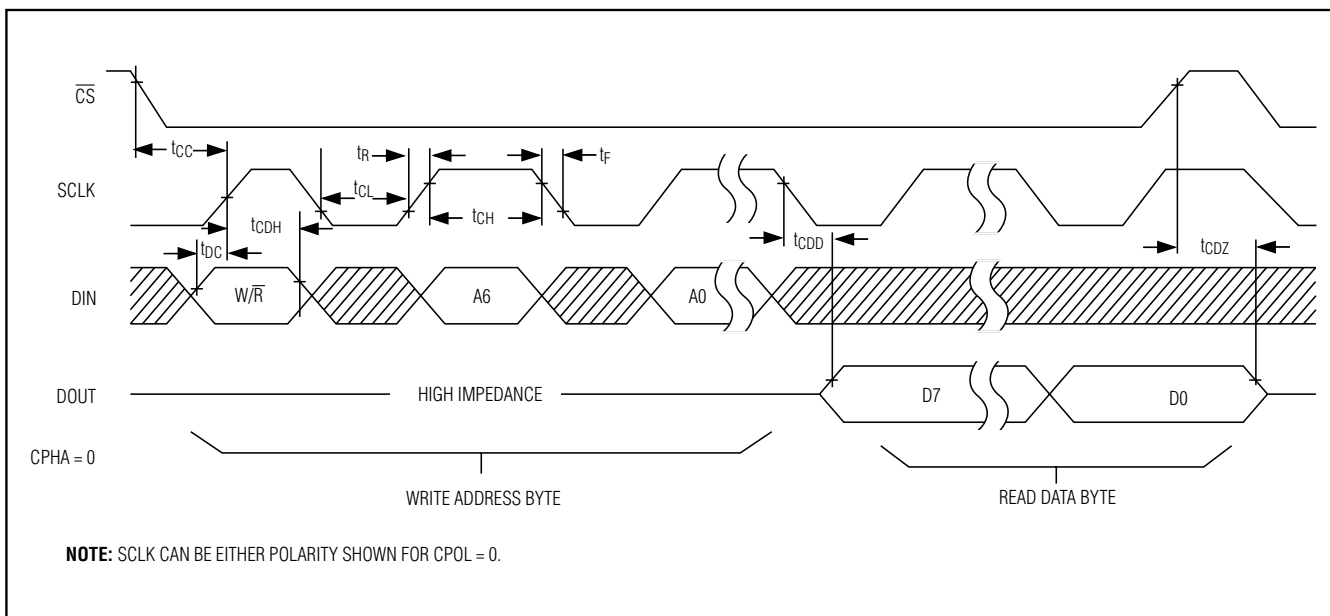 C̅S̅
tCC
tR
tF
SCLK
tCL
tCDH
tCH
tDC
tCDD
tCDZ
DIN
W/R̅
A6
A0
DOUT
HIGH IMPEDANCE
D7
D0
CPHA = 0
WRITE ADDRESS BYTE
READ DATA BYTE
NOTE: SCLK CAN BE EITHER POLARITY SHOWN FOR CPOL = 0.